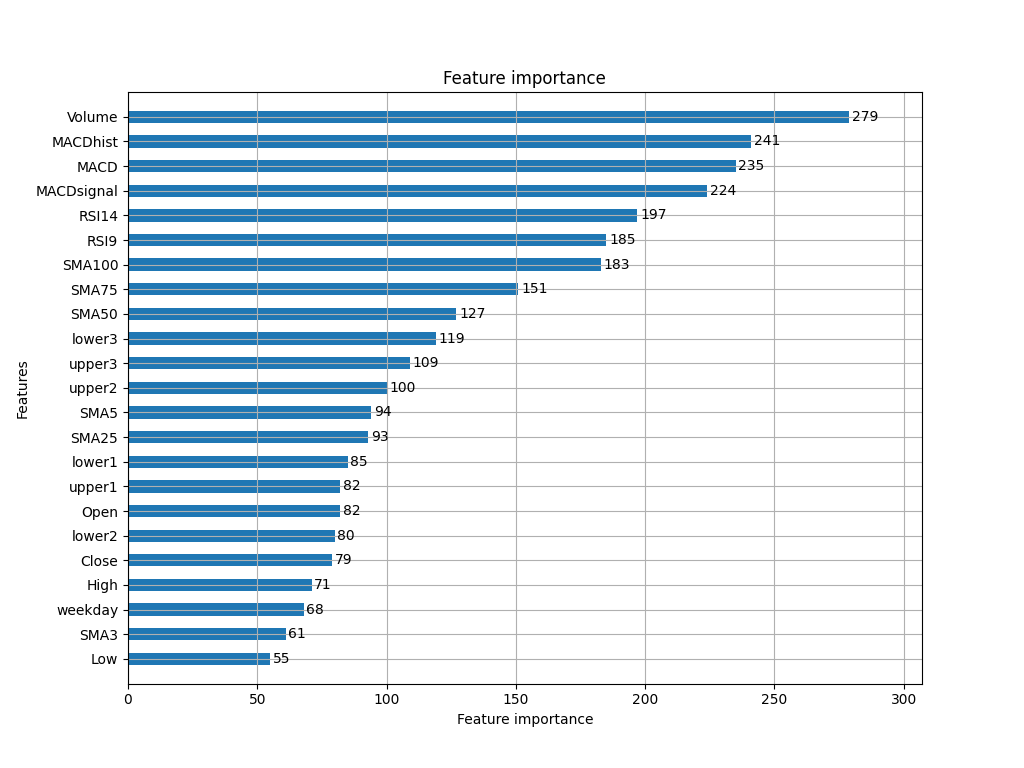 Feature importance
Volume 279
MACDhist 241
MACD 235
MACDsignal 224
RSI14 197
RSI9 185
SMA100 183
SMA75 151
SMA50 127
lower3 119
upper3 109
upper2 100
SMA5 94
SMA25 93
lower1 85
upper1 82
Open 82
lower2 80
Close 79
High 71
weekday 68
SMA3 61
Low 55
Features
0 50 100 150 200 250 300
Feature importance